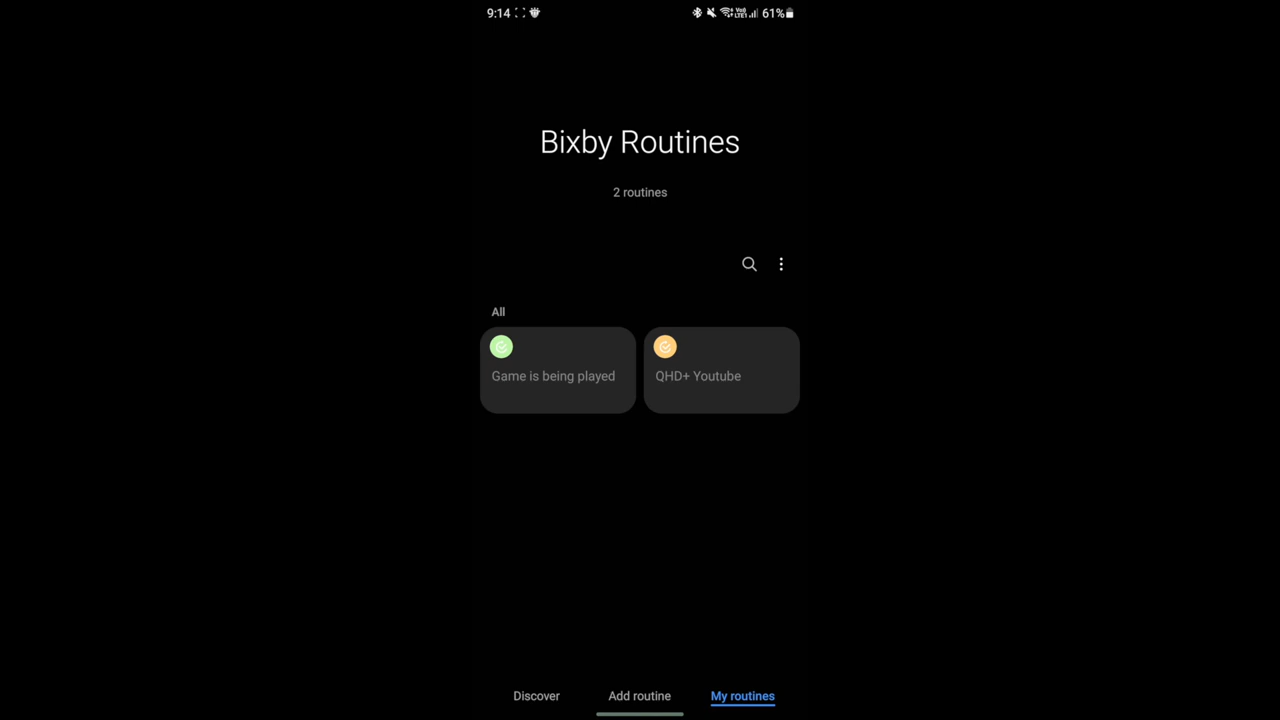 9:14 61%
Bixby Routines
2 routines
All
Game is being played
QHD+ Youtube
Discover Add routine My routines